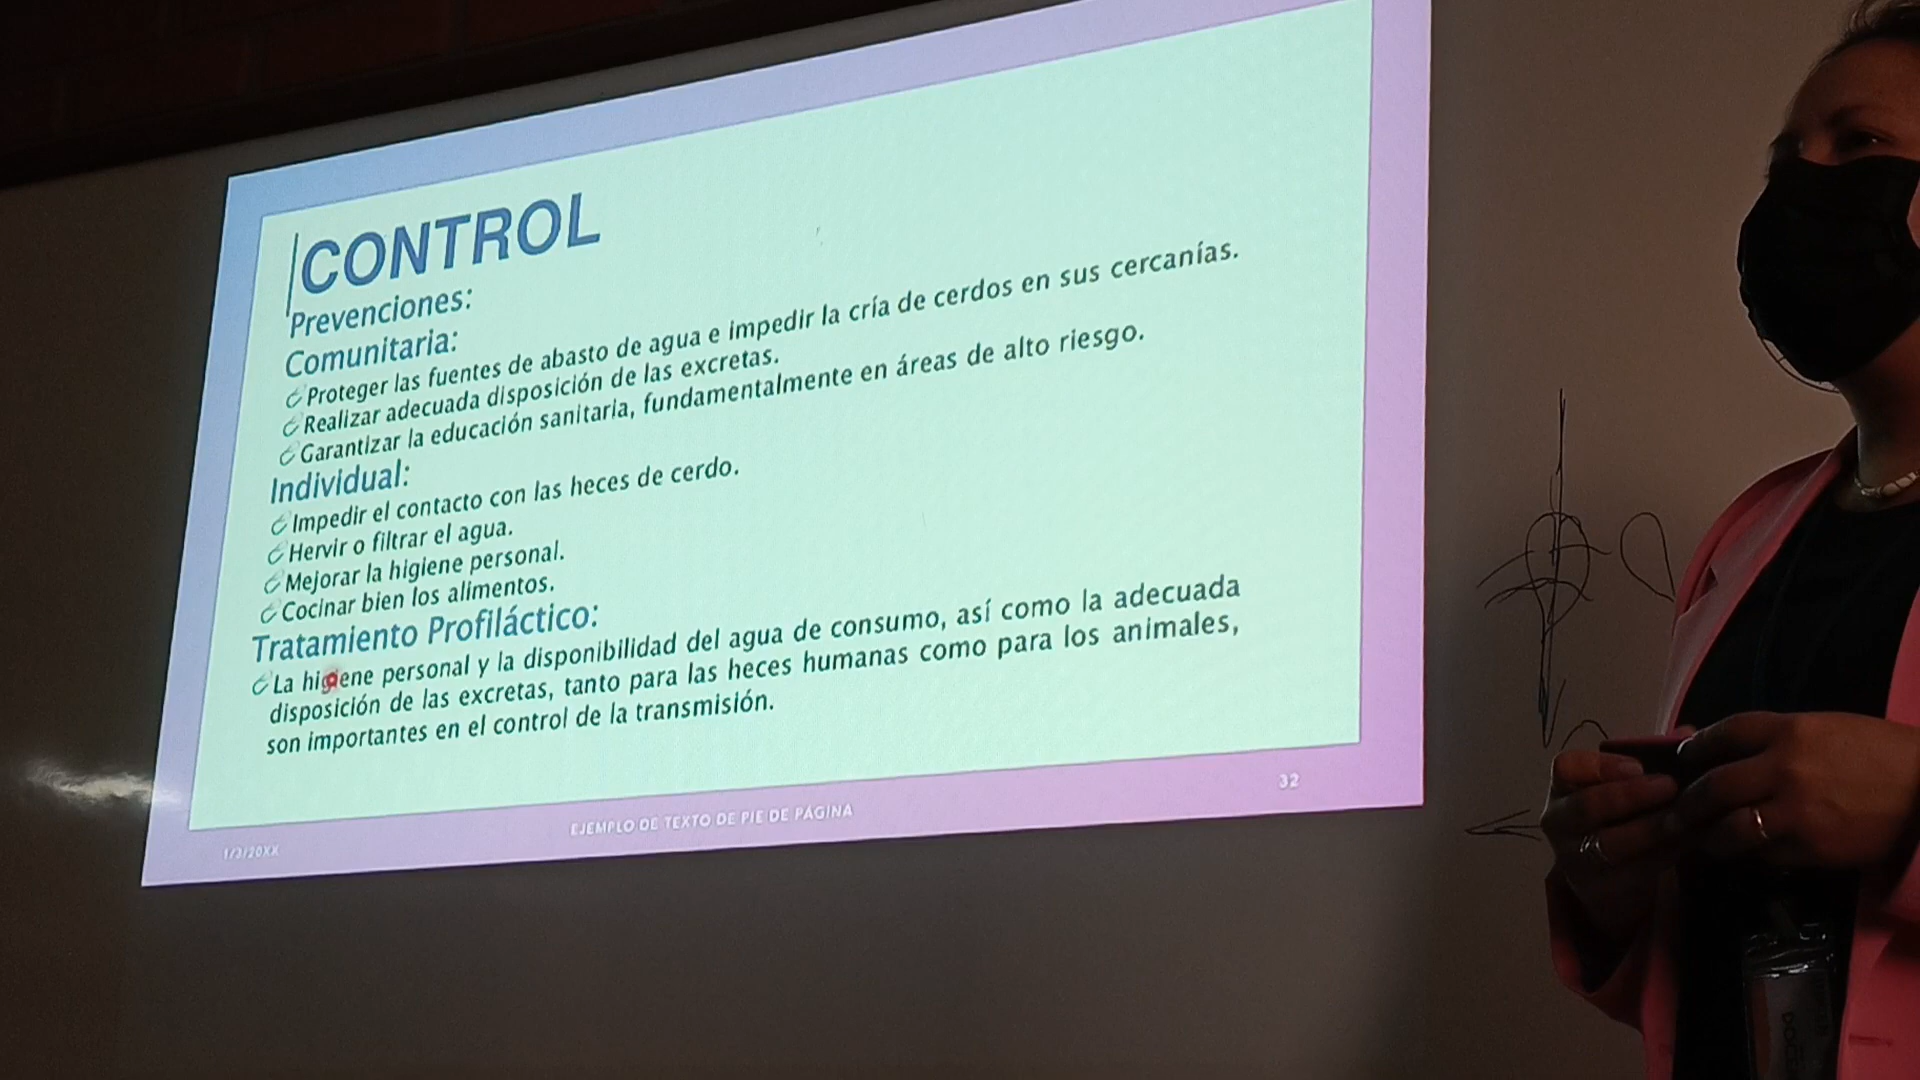 CONTROL
Prevenciones:
Comunitaria:
Proteger las fuentes de abasto de agua e impedir la cría de cerdos en sus cercanías.
Realizar adecuada disposición de las excretas.
Garantizar la educación sanitaria, fundamentalmente en áreas de alto riesgo.
Individual:
Impedir el contacto con las heces de cerdo.
Hervir o filtrar el agua.
Mejorar la higiene personal.
Cocinar bien los alimentos.
Tratamiento Profiláctico:
La higiene personal y la disponibilidad del agua de consumo, así como la adecuada
disposición de las excretas, tanto para las heces humanas como para los animales,
son importantes en el control de la transmisión.
1/2/20XX
EJEMPLO DE TEXTO DE PIE DE PÁGINA
32